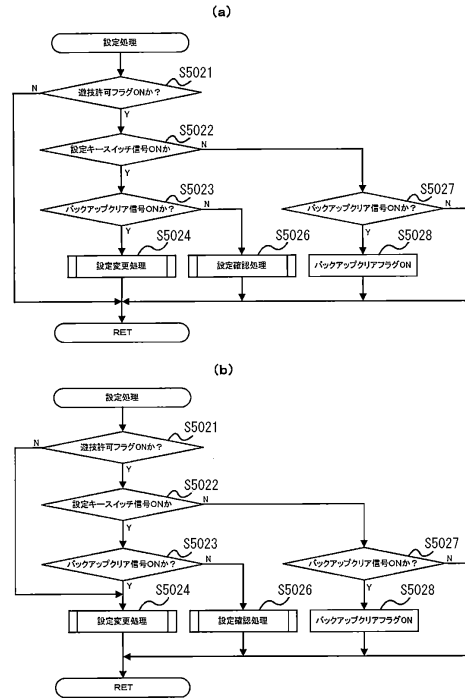 (a)
設定処理
S5021
遊技許可フラグONか？
N
Y
S5022
設定キースイッチ信号ONか
N
Y
S5023
バックアップクリア信号ONか？
N
Y
S5027
バックアップクリア信号ONか？
N
Y
S5024
設定変更処理
S5026
設定確認処理
S5028
バックアップクリアフラグON
RET
(b)
設定処理
S5021
遊技許可フラグONか？
N
Y
S5022
設定キースイッチ信号ONか
N
Y
S5023
バックアップクリア信号ONか？
N
Y
S5027
バックアップクリア信号ONか？
N
Y
S5024
設定変更処理
S5026
設定確認処理
S5028
バックアップクリアフラグON
RET